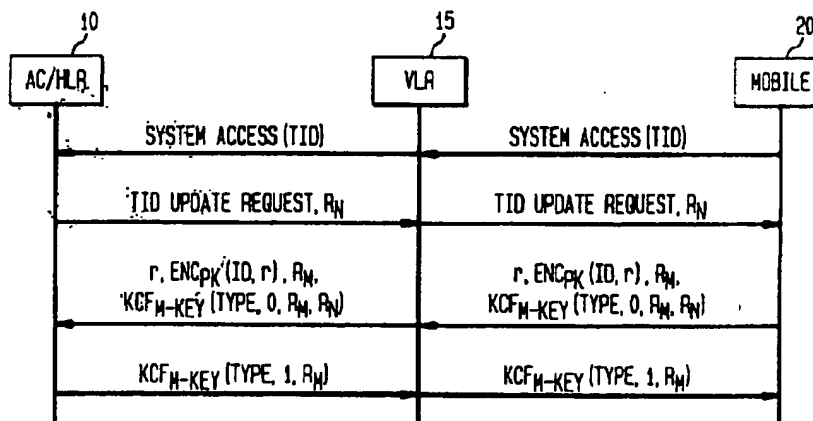 10
15
20
AC/HLR
VLR
MOBILE
SYSTEM ACCESS (TID)
SYSTEM ACCESS (TID)
TID UPDATE REQUEST, RN
TID UPDATE REQUEST, RN
r, ENCPK (ID, r), RM,
KCFM-KEY (TYPE, 0, RM, RN)
r, ENCPK (ID, r), RM,
KCFM-KEY (TYPE, 0, RM, RN)
KCFM-KEY (TYPE, 1, RM)
KCFM-KEY (TYPE, 1, RM)